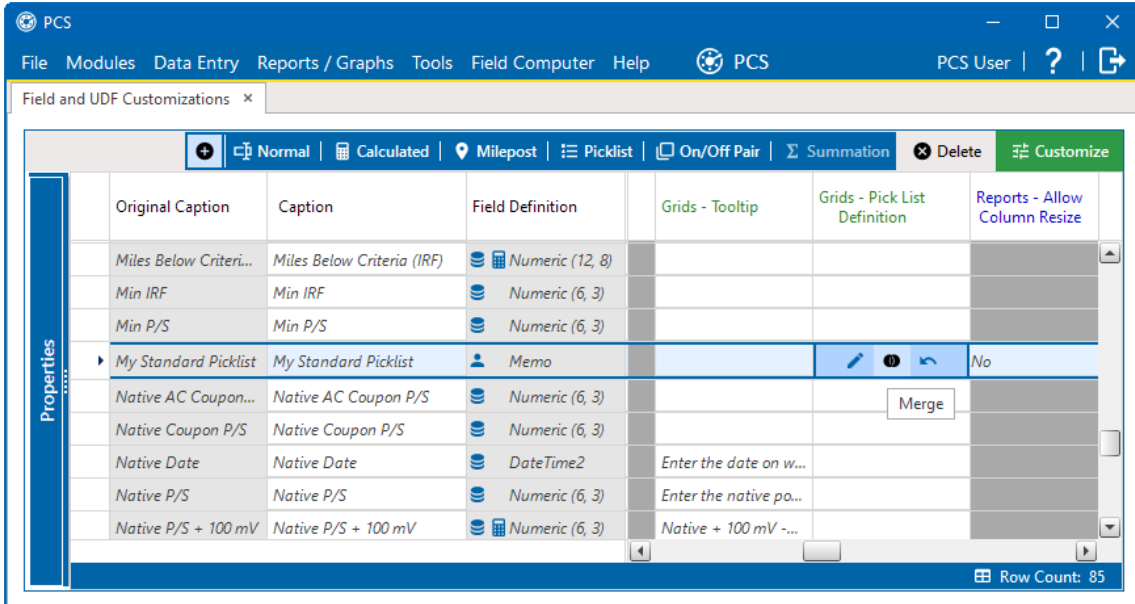 PCS
File Modules Data Entry Reports / Graphs Tools Field Computer Help PCS PCS User ?
Field and UDF Customizations ×
Normal Calculated Milepost Picklist On/Off Pair Σ Summation Delete Customize
Original Caption Caption Field Definition Grids - Tooltip Grids - Pick List Definition Reports - Allow Column Resize
Miles Below Criteri... Miles Below Criteria (IRF) Numeric (12, 8)
Min IRF Min IRF Numeric (6, 3)
Min P/S Min P/S Numeric (6, 3)
My Standard Picklist My Standard Picklist Memo No
Native AC Coupon... Native AC Coupon P/S Numeric (6, 3)
Merge
Native Coupon P/S Native Coupon P/S Numeric (6, 3)
Native Date Native Date DateTime2 Enter the date on w...
Native P/S Native P/S Numeric (6, 3) Enter the native po...
Native P/S + 100 mV Native P/S + 100 mV Numeric (6, 3) Native + 100 mV -...
Properties
Row Count: 85